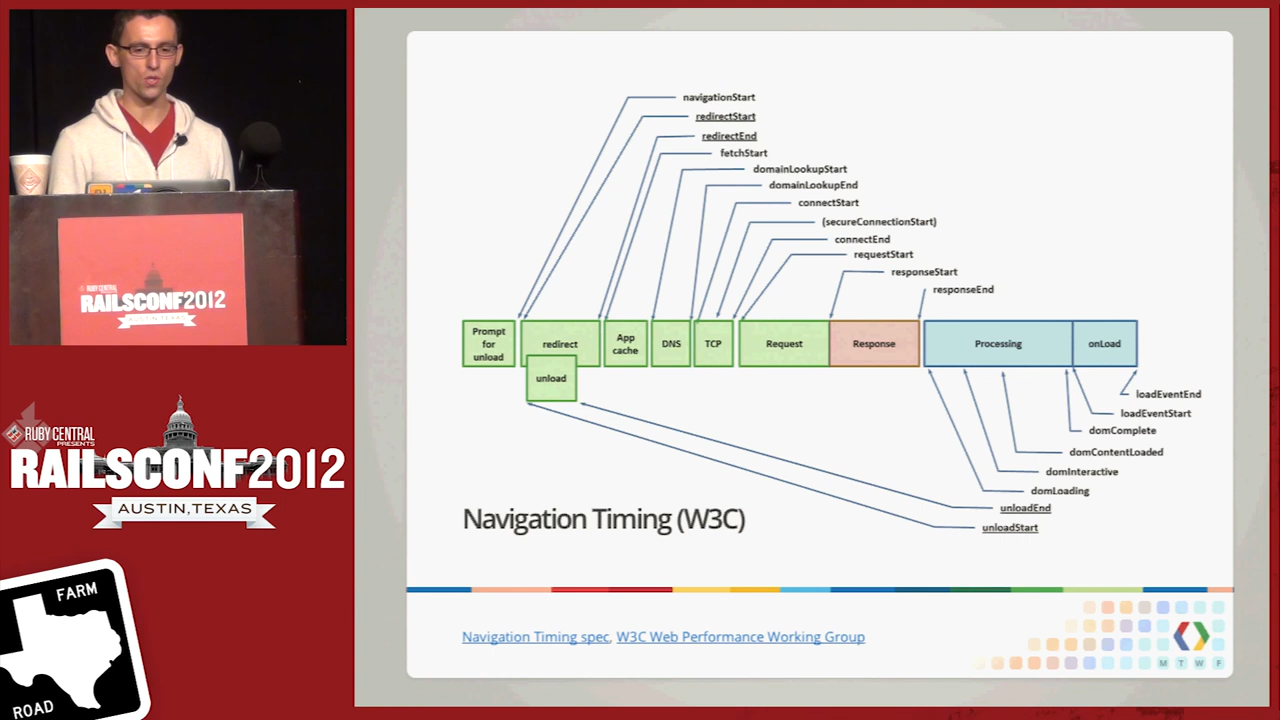 RUBY CENTRAL
PRESENTS
RAILSCONF2012
AUSTIN, TEXAS
RUBY CENTRAL
PRESENTS
RAILSCONF2012
AUSTIN,TEXAS
FARM
ROAD
navigationStart
redirectStart
redirectEnd
fetchStart
domainLookupStart
domainLookupEnd
connectStart
(secureConnectionStart)
connectEnd
requestStart
responseStart
responseEnd
Prompt
for
unload
redirect
unload
App
cache
DNS
TCP
Request
Response
Processing
onLoad
loadEventEnd
loadEventStart
domComplete
domContentLoaded
domInteractive
domLoading
unloadEnd
unloadStart
Navigation Timing (W3C)
Navigation Timing spec, W3C Web Performance Working Group
M T W F